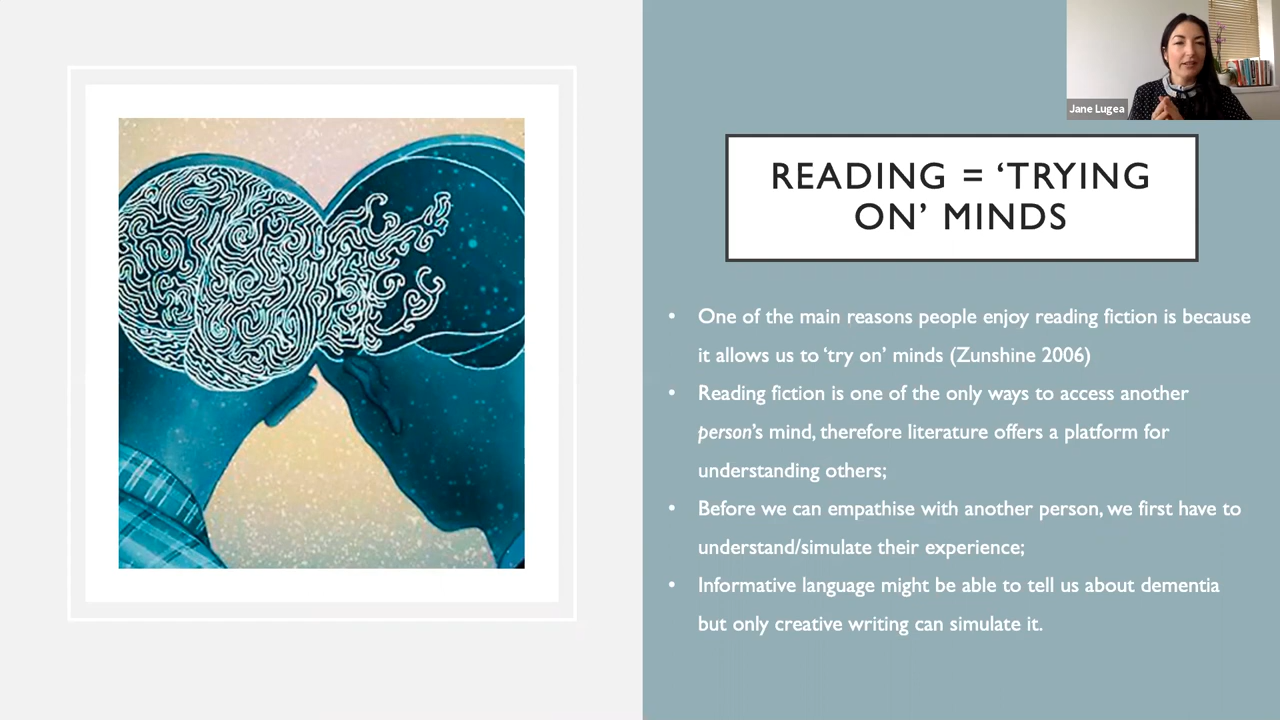 Jane Lugea
READING = ‘TRYING
ON’ MINDS
• One of the main reasons people enjoy reading fiction is because
it allows us to ‘try on’ minds (Zunshine 2006)
• Reading fiction is one of the only ways to access another
person’s mind, therefore literature offers a platform for
understanding others;
• Before we can empathise with another person, we first have to
understand/simulate their experience;
• Informative language might be able to tell us about dementia
but only creative writing can simulate it.